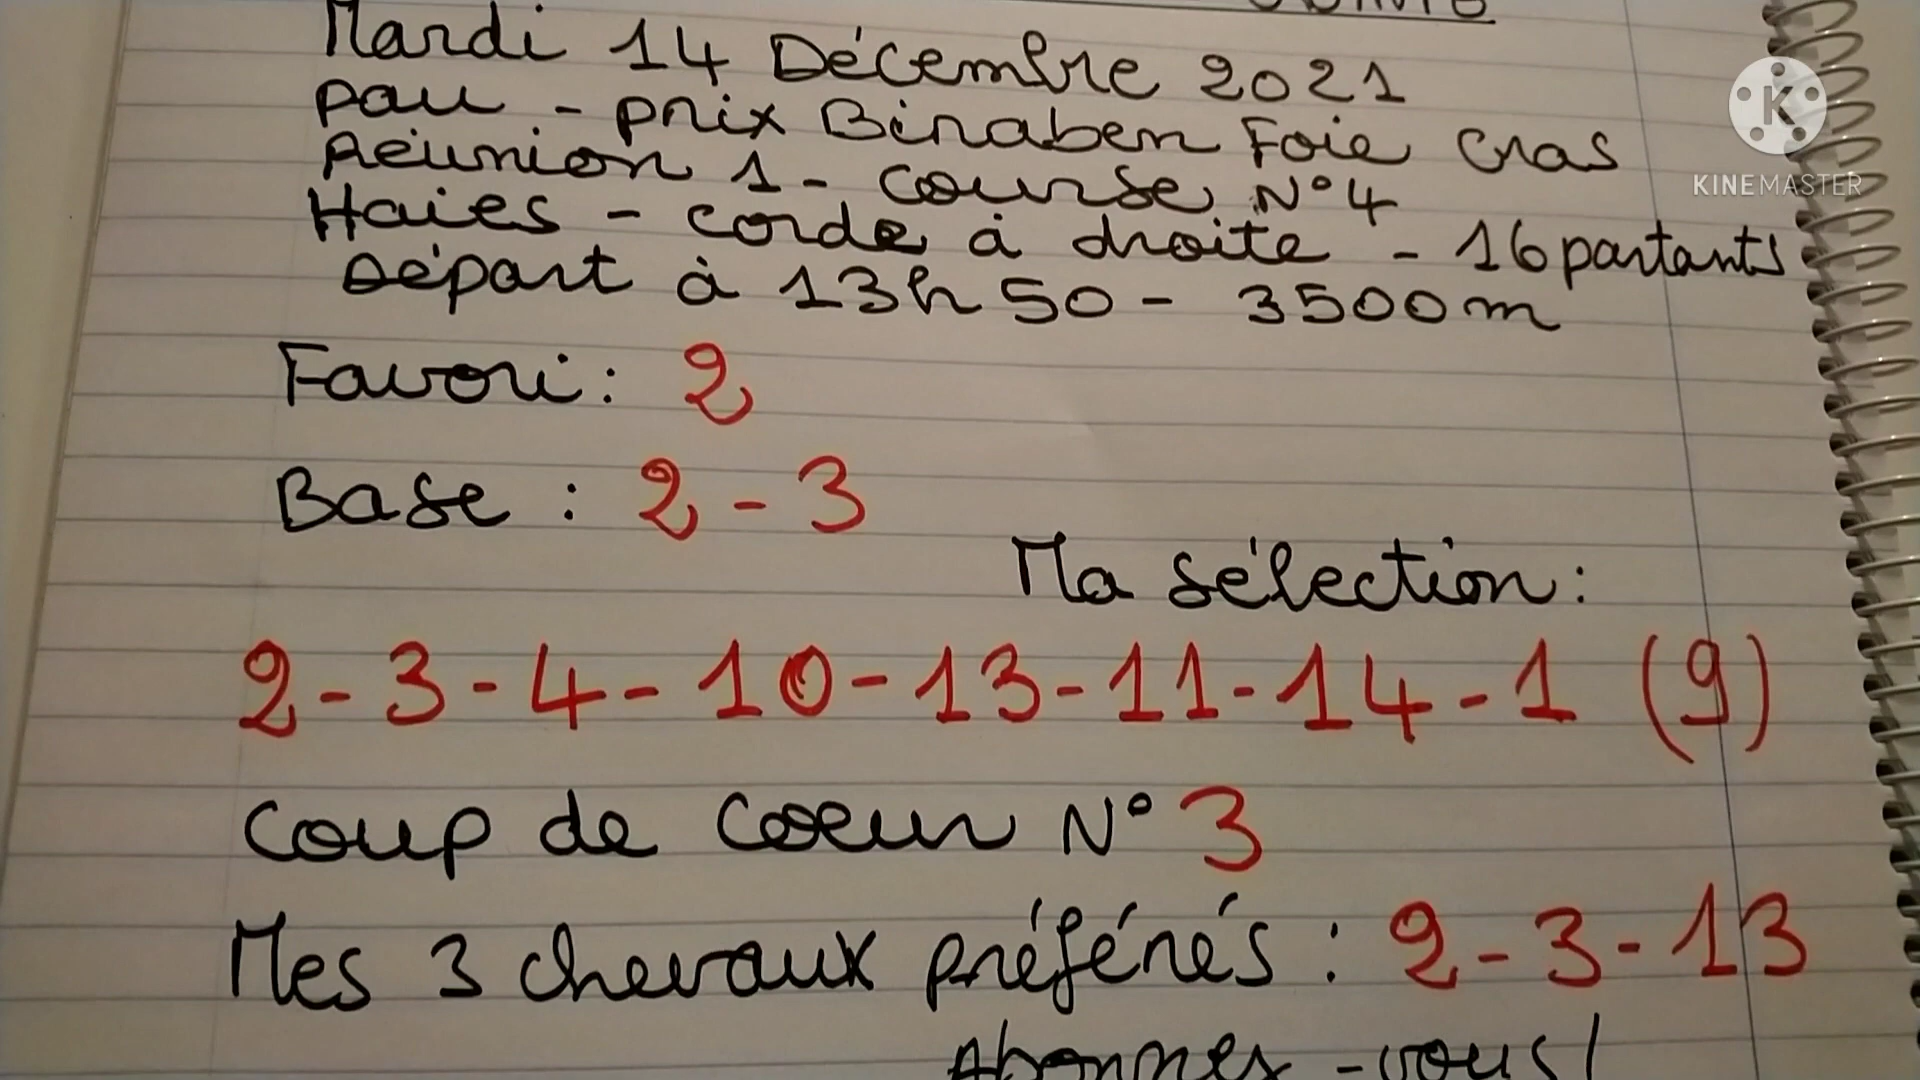 Mardi 14 Décembre 2021
Pau - prix Binaben Foie Gras
Réunion 1 - course N°4
Haies - corde à droite - 16 partants
Départ à 13h50 - 3500m
Favori : 2
Base : 2 - 3
Ma sélection :
2 - 3 - 4 - 10 - 13 - 11 - 14 - 1 (9)
Coup de coeur N° 3
Mes 3 chevaux préférés : 2 - 3 - 13
Abonnez-vous !
K
KINEMASTER